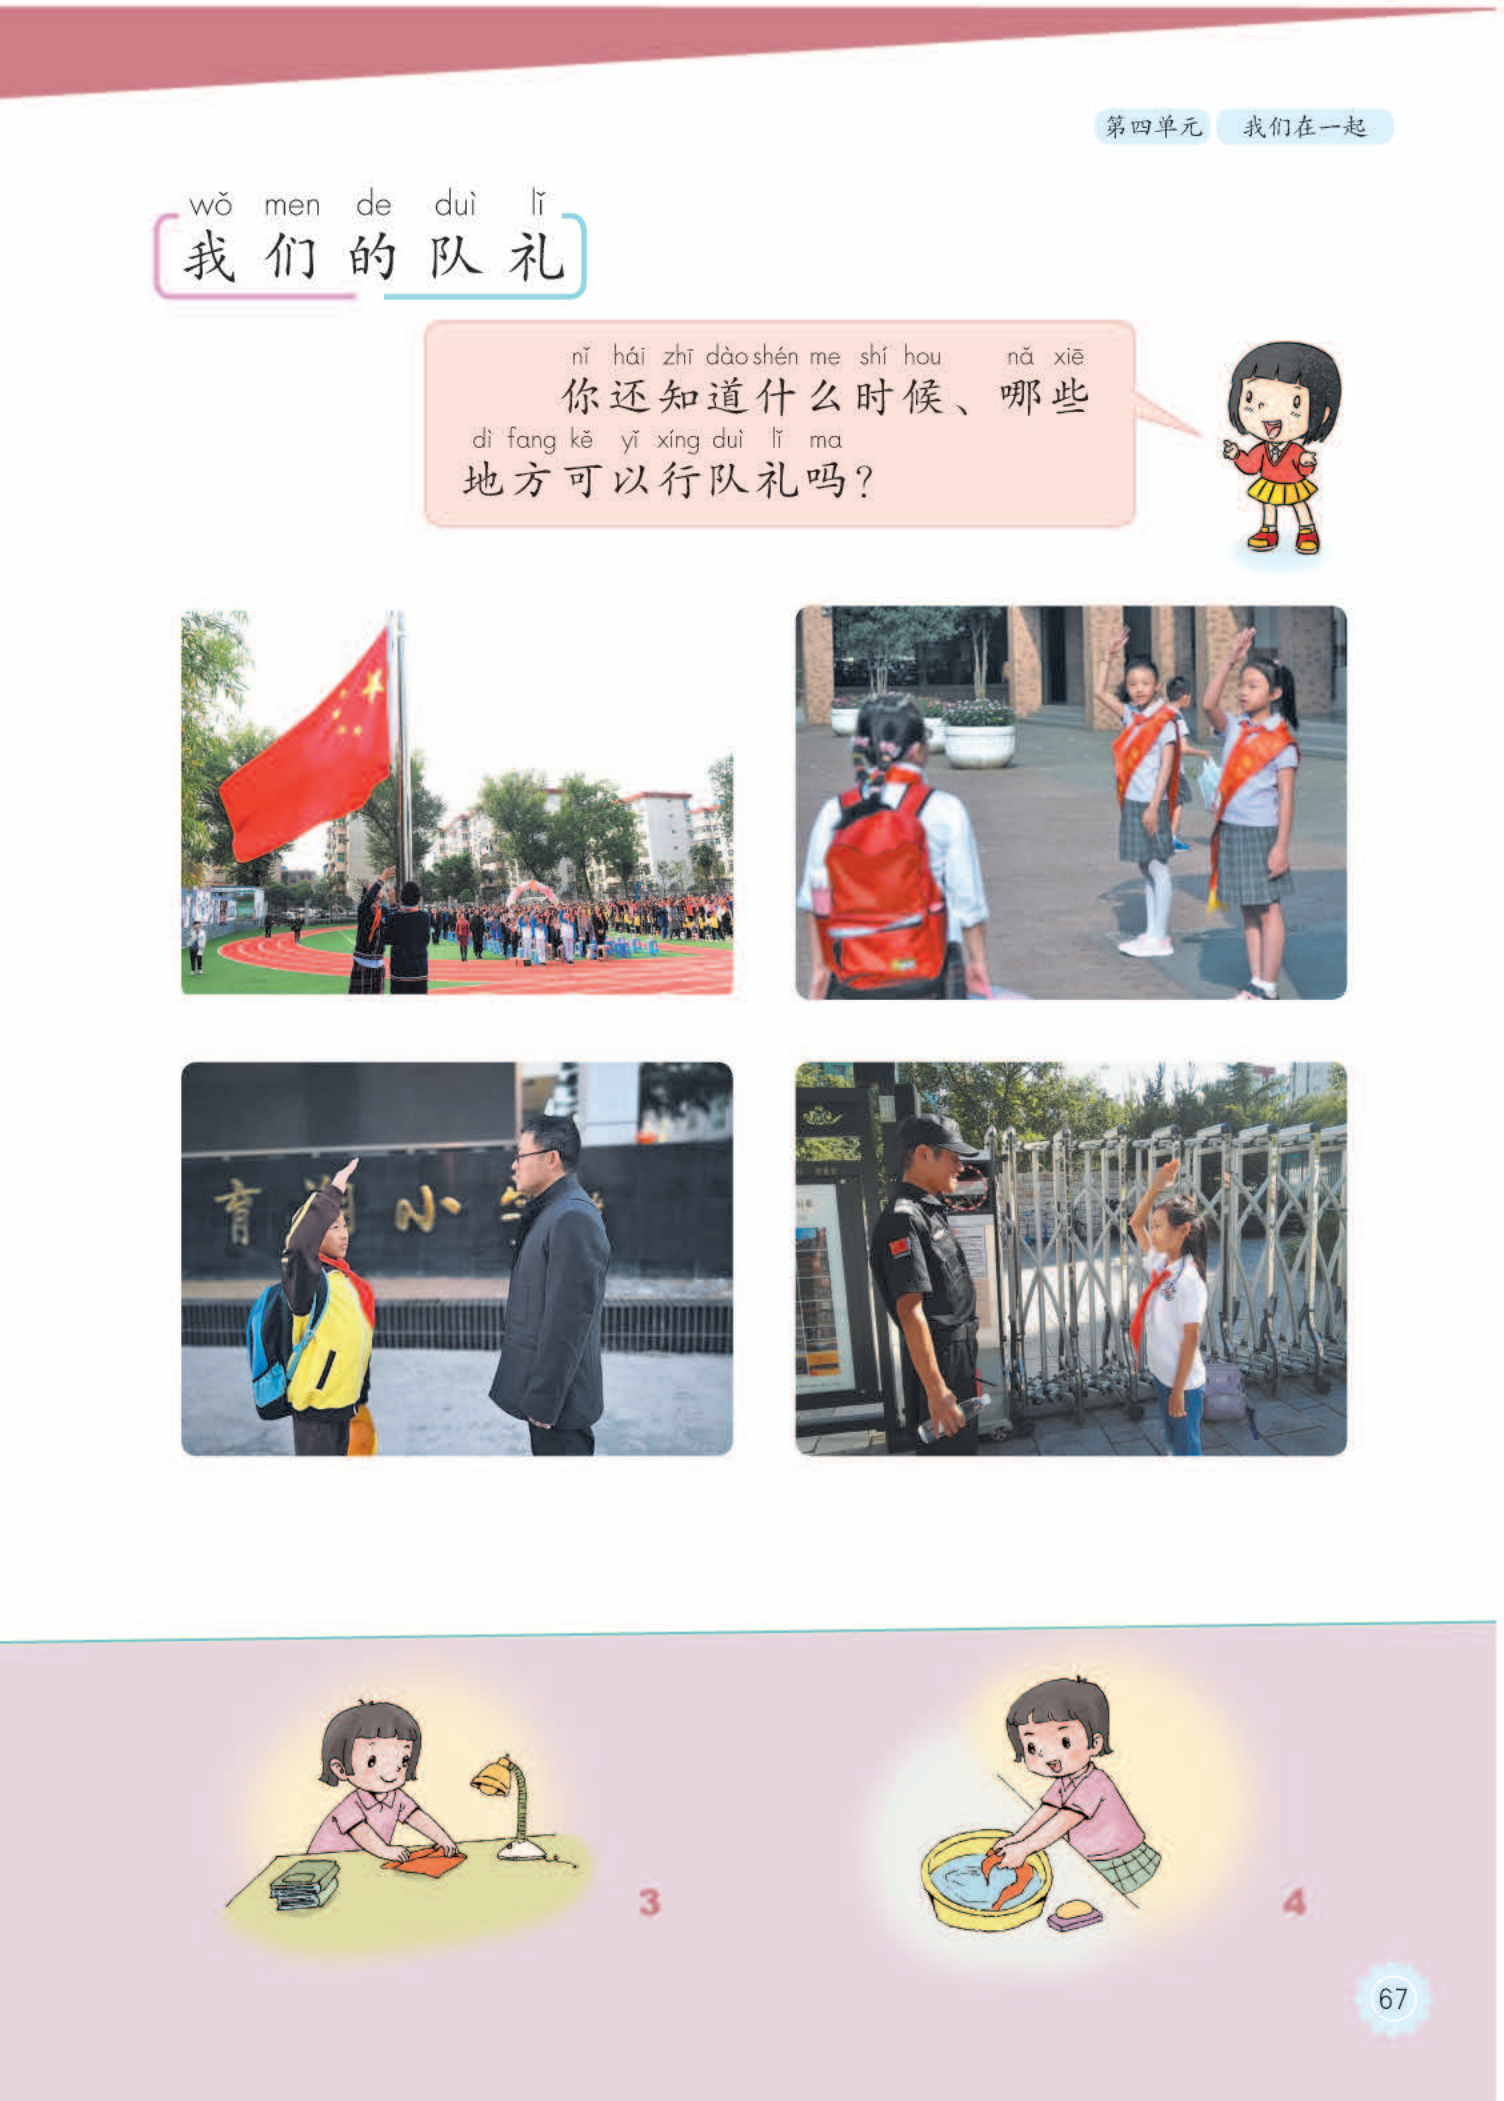 第四单元 我们在一起
wǒ men de duì lǐ
我们的队礼
nǐ hái zhī dào shén me shí hou nǎ xiē
你还知道什么时候、哪些
dì fang kě yǐ xíng duì lǐ ma
地方可以行队礼吗？
育 小
3
4
67